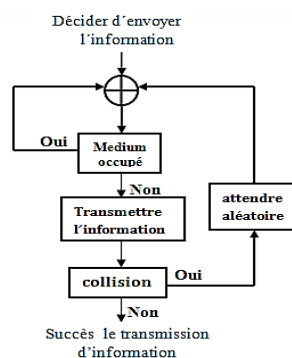 Décider d´envoyer
l´information
Oui
Medium
occupé
Non
Transmettre
l´information
attendre
aléatoire
collision
Oui
Non
Succès le transmission
d´information